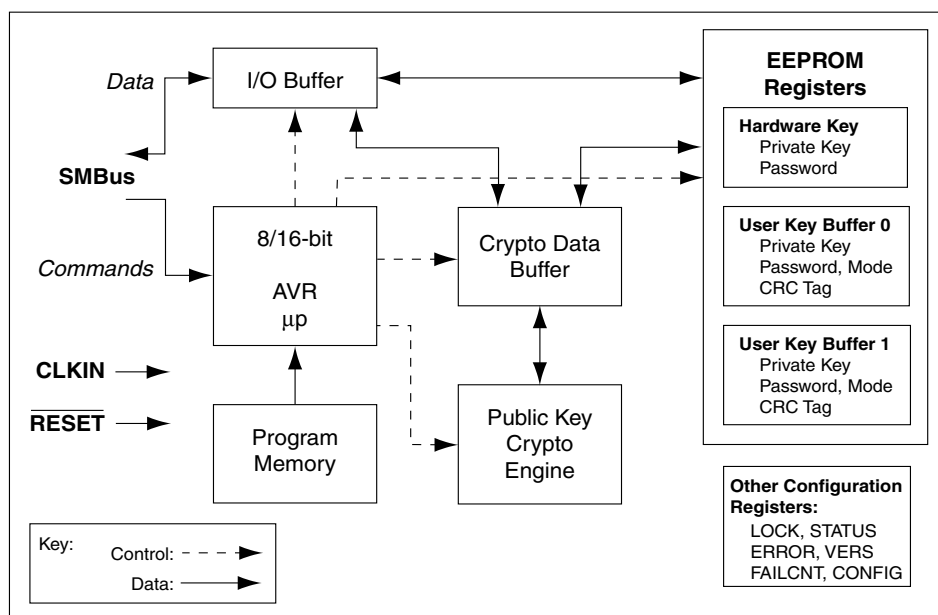 Data
I/O Buffer
EEPROM
Registers
Hardware Key
Private Key
Password
SMBus
8/16-bit
AVR
µp
Crypto Data
Buffer
User Key Buffer 0
Private Key
Password, Mode
CRC Tag
Commands
User Key Buffer 1
Private Key
Password, Mode
CRC Tag
CLKIN
RESET
Program
Memory
Public Key
Crypto
Engine
Other Configuration
Registers:
LOCK, STATUS
ERROR, VERS
FAILCNT, CONFIG
Key:
Control:
Data: